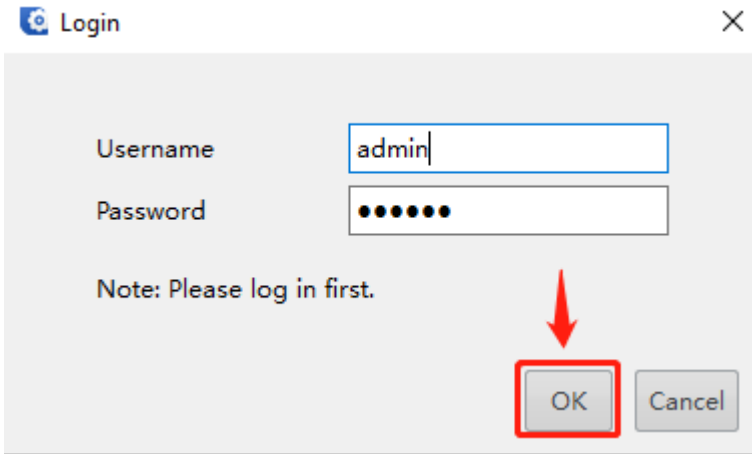 Login
Username
admin
Password
••••••
Note: Please log in first.
OK
Cancel